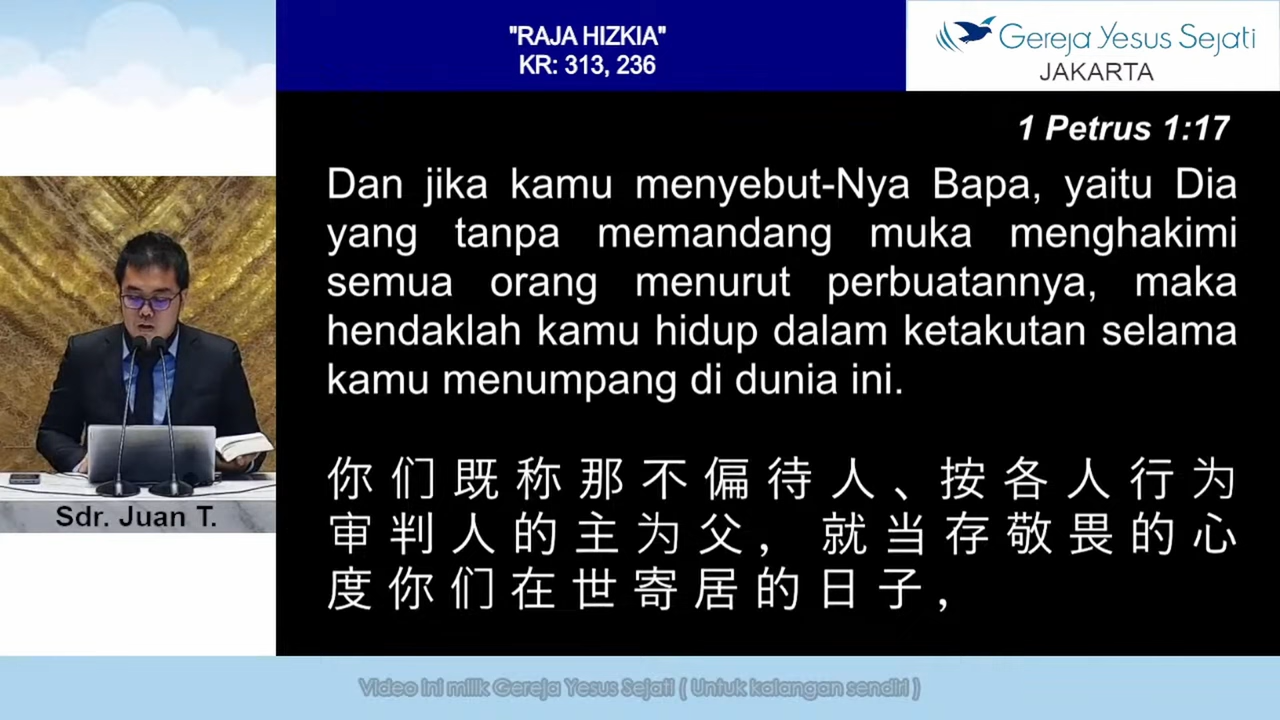 "RAJA HIZKIA"
KR: 313, 236
Gereja Yesus Sejati
JAKARTA
1 Petrus 1:17
Dan jika kamu menyebut-Nya Bapa, yaitu Dia
yang tanpa memandang muka menghakimi
semua orang menurut perbuatannya, maka
hendaklah kamu hidup dalam ketakutan selama
kamu menumpang di dunia ini.
你们既称那不偏待人、按各人行为
审判人的主为父，就当存敬畏的心
度你们在世寄居的日子，
Sdr. Juan T.
Video ini milik Gereja Yesus Sejati ( Untuk kalangan sendiri )